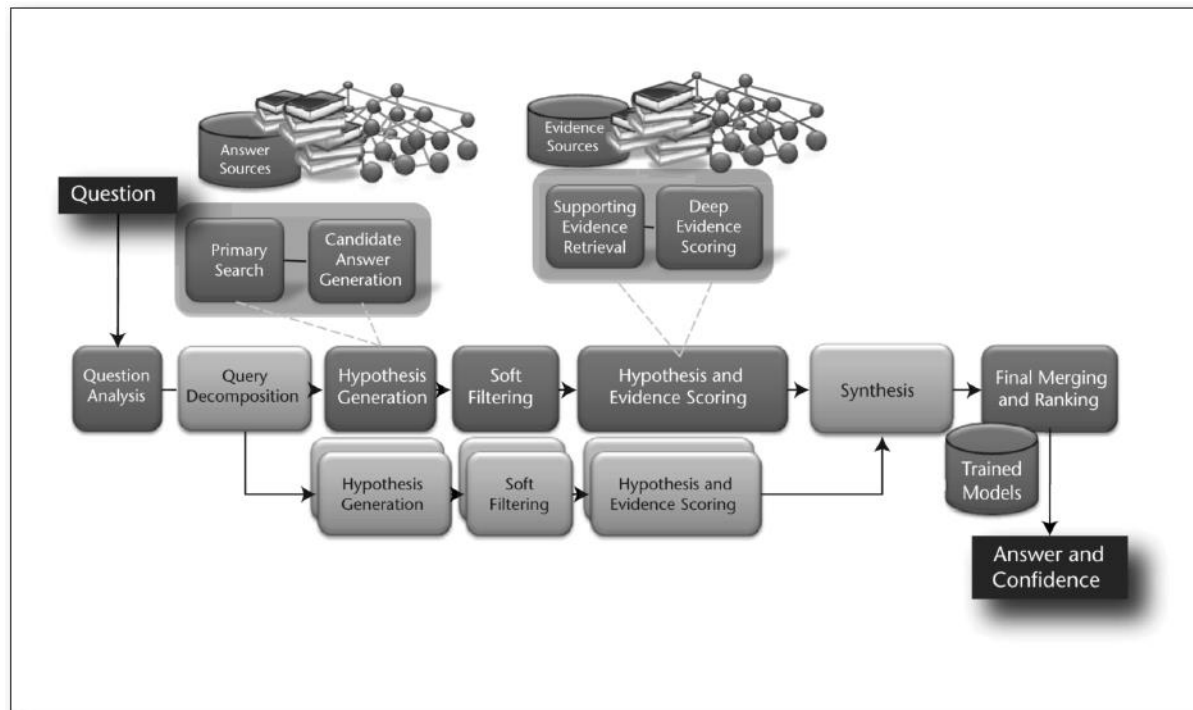 Answer
Sources
Evidence
Sources
Question
Primary
Search
Candidate
Answer
Generation
Supporting
Evidence
Retrieval
Deep
Evidence
Scoring
Question
Analysis
Query
Decomposition
Hypothesis
Generation
Soft
Filtering
Hypothesis and
Evidence Scoring
Synthesis
Final Merging
and Ranking
Hypothesis
Generation
Soft
Filtering
Hypothesis and
Evidence Scoring
Trained
Models
Answer and
Confidence